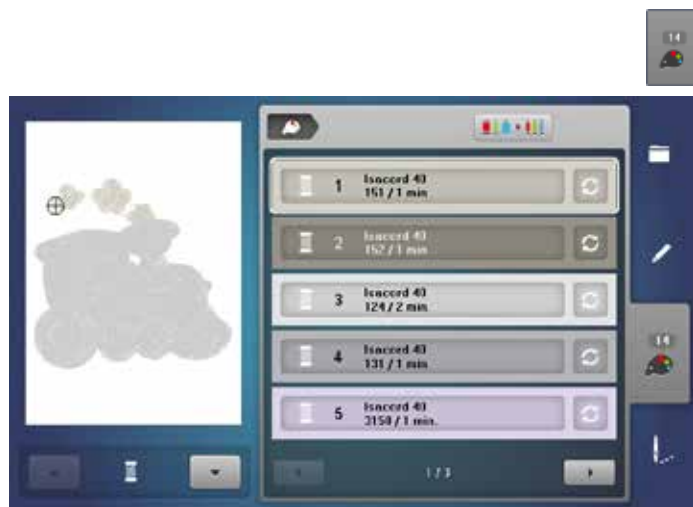 14
1 Isacord 40
151 / 1 min
2 Isacord 40
152 / 1 min
3 Isacord 40
124 / 2 min
14
4 Isacord 40
131 / 1 min
5 Isacord 40
3150 / 1 min.
1 / 3